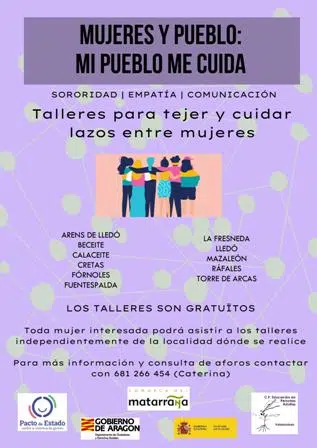 MUJERES Y PUEBLO:
MI PUEBLO ME CUIDA
SORORIDAD | EMPATÍA | COMUNICACIÓN
Talleres para tejer y cuidar
lazos entre mujeres
ARENS DE LLEDÓ
BECEITE
CALACEITE
CRETAS
FÓRNOLES
FUENTESPALDA
LA FRESNEDA
LLEDÓ
MAZALEÓN
RÁFALES
TORRE DE ARCAS
LOS TALLERES SON GRATUÏTOS
Toda mujer interesada podrá asistir a los talleres
independientemente de la localidad dónde se realice
Para más información y consulta de aforos contactar
con 681 266 454 (Caterina)
Pacto de Estado
GOBIERNO
DE ARAGON
COMARCA DEL
matarraña